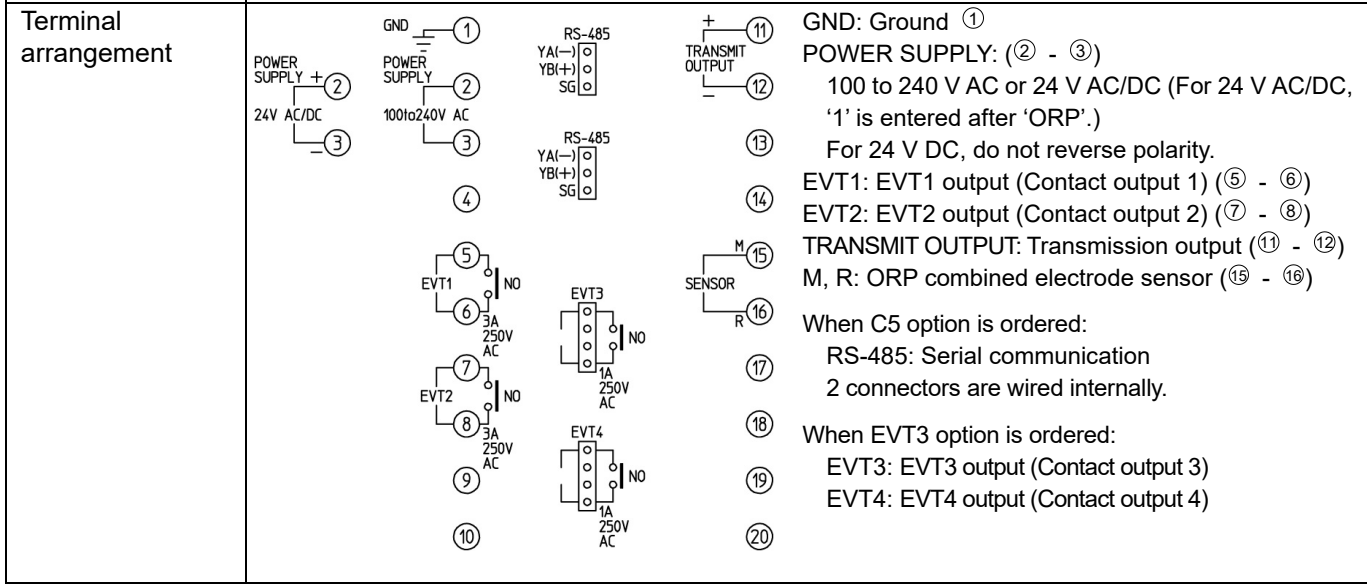 Terminal
arrangement
POWER
SUPPLY + ②
24V AC/DC
− ③
GND ①
POWER
SUPPLY ②
100to240V AC
③
④
⑤
EVT1 NO
⑥
3A
250V
AC
⑦
EVT2 NO
⑧
3A
250V
AC
⑨
⑩
RS-485
YA(−)
YB(+)
SG
RS-485
YA(−)
YB(+)
SG
EVT3
NO
1A
250V
AC
EVT4
NO
1A
250V
AC
+ ⑪
TRANSMIT
OUTPUT
− ⑫
⑬
⑭
M ⑮
SENSOR
R ⑯
⑰
⑱
⑲
⑳
GND: Ground ①
POWER SUPPLY: (② - ③)
100 to 240 V AC or 24 V AC/DC (For 24 V AC/DC,
‘1’ is entered after ‘ORP’.)
For 24 V DC, do not reverse polarity.
EVT1: EVT1 output (Contact output 1) (⑤ - ⑥)
EVT2: EVT2 output (Contact output 2) (⑦ - ⑧)
TRANSMIT OUTPUT: Transmission output (⑪ - ⑫)
M, R: ORP combined electrode sensor (⑮ - ⑯)
When C5 option is ordered:
RS-485: Serial communication
2 connectors are wired internally.
When EVT3 option is ordered:
EVT3: EVT3 output (Contact output 3)
EVT4: EVT4 output (Contact output 4)